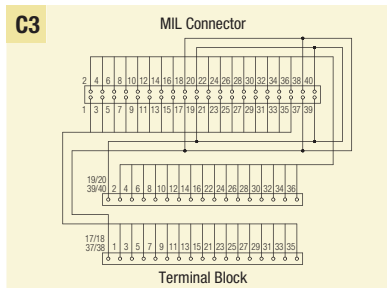 C3
MIL Connector
2 4 6 8 10 12 14 16 18 20 22 24 26 28 30 32 34 36 38 40
1 3 5 7 9 11 13 15 17 19 21 23 25 27 29 31 33 35 37 39
19/20
39/40 2 4 6 8 10 12 14 16 22 24 26 28 30 32 34 36
17/18
37/38 1 3 5 7 9 11 13 15 21 23 25 27 29 31 33 35
Terminal Block